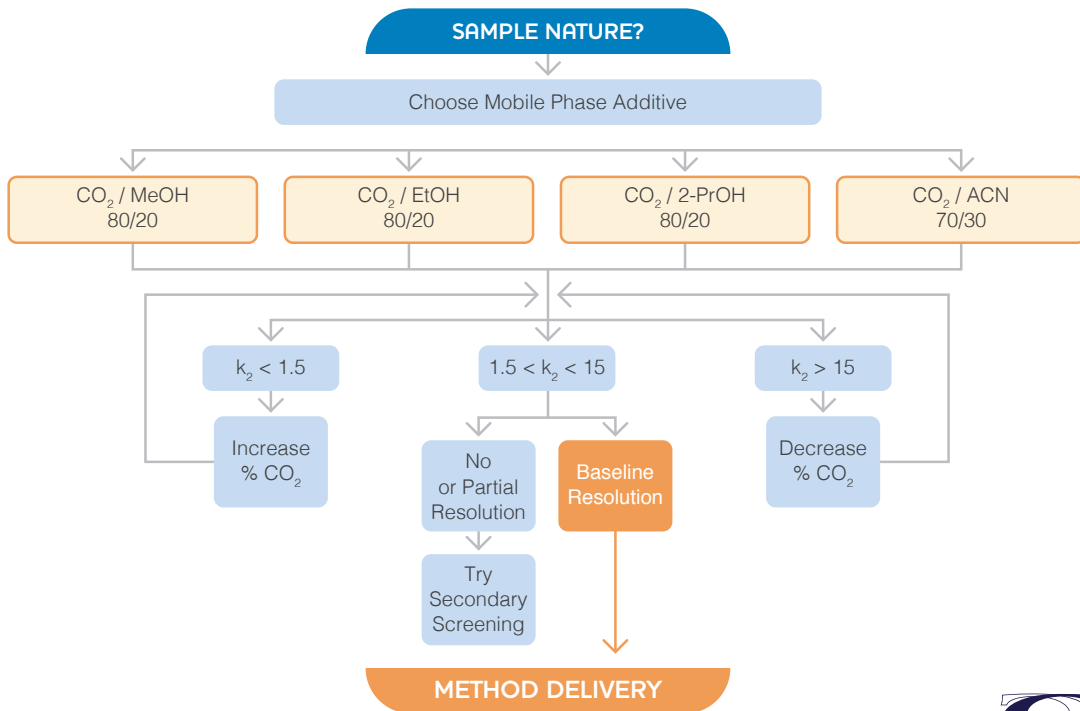 SAMPLE NATURE?
Choose Mobile Phase Additive
CO₂ / MeOH
80/20
CO₂ / EtOH
80/20
CO₂ / 2-PrOH
80/20
CO₂ / ACN
70/30
k₂ < 1.5
1.5 < k₂ < 15
k₂ > 15
Increase
% CO₂
No
or Partial
Resolution
Baseline
Resolution
Decrease
% CO₂
Try
Secondary
Screening
METHOD DELIVERY